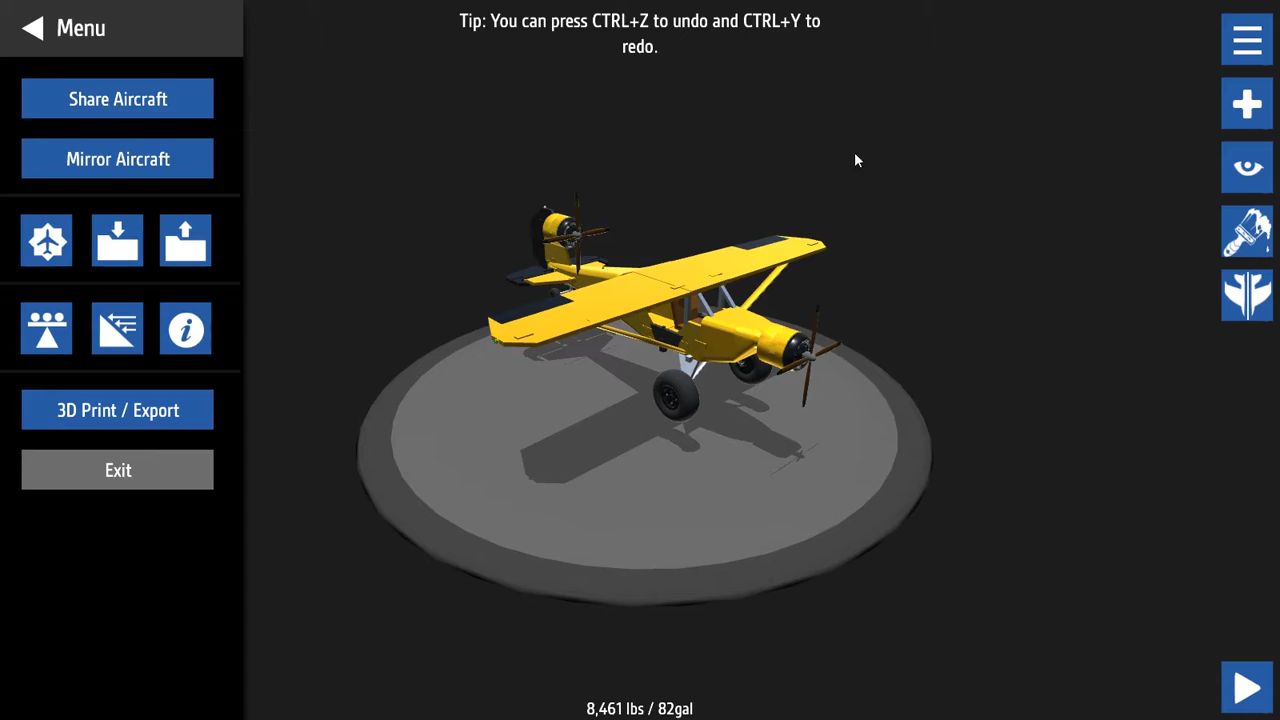 Menu
Tip: You can press CTRL+Z to undo and CTRL+Y to
redo.
Share Aircraft
Mirror Aircraft
3D Print / Export
Exit
8,461 lbs / 82gal